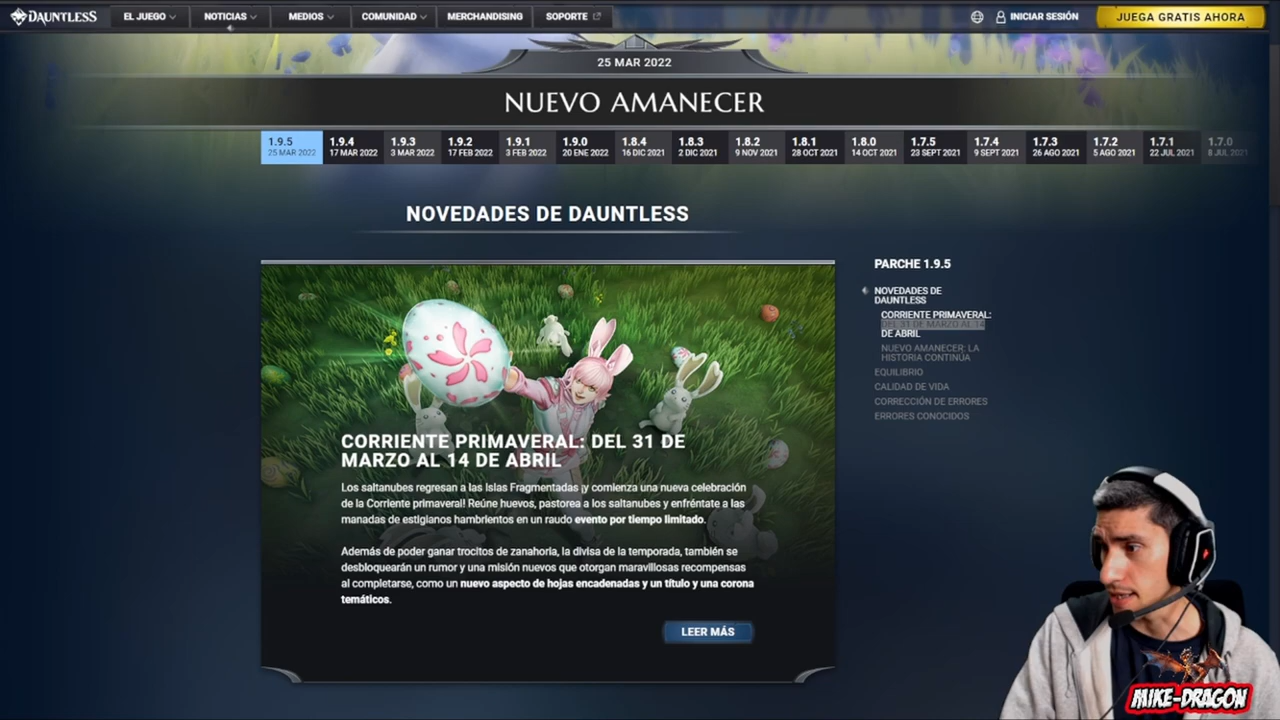 DAUNTLESS
EL JUEGO
NOTICIAS
MEDIOS
COMUNIDAD
MERCHANDISING
SOPORTE
INICIAR SESIÓN
JUEGA GRATIS AHORA
25 MAR 2022
NUEVO AMANECER
1.9.5
25 MAR 2022
1.9.4
17 MAR 2022
1.9.3
3 MAR 2022
1.9.2
17 FEB 2022
1.9.1
3 FEB 2022
1.9.0
20 ENE 2022
1.8.4
16 DIC 2021
1.8.3
2 DIC 2021
1.8.2
9 NOV 2021
1.8.1
28 OCT 2021
1.8.0
14 OCT 2021
1.7.5
23 SEPT 2021
1.7.4
9 SEPT 2021
1.7.3
26 AGO 2021
1.7.2
5 AGO 2021
1.7.1
22 JUL 2021
1.7.0
8 JUL 2021
NOVEDADES DE DAUNTLESS
CORRIENTE PRIMAVERAL: DEL 31 DE
MARZO AL 14 DE ABRIL
Los saltanubes regresan a las Islas Fragmentadas ¡y comienza una nueva celebración
de la Corriente primaveral! Reúne huevos, pastorea a los saltanubes y enfréntate a las
manadas de estigianos hambrientos en un raudo evento por tiempo limitado.
Además de poder ganar trocitos de zanahoria, la divisa de la temporada, también se
desbloquearán un rumor y una misión nuevos que otorgan maravillosas recompensas
al completarse, como un nuevo aspecto de hojas encadenadas y un título y una corona
temáticos.
LEER MÁS
PARCHE 1.9.5
NOVEDADES DE
DAUNTLESS
CORRIENTE PRIMAVERAL:
DEL 31 DE MARZO AL 14
DE ABRIL
NUEVO AMANECER: LA
HISTORIA CONTINÚA
EQUILIBRIO
CALIDAD DE VIDA
CORRECCIÓN DE ERRORES
ERRORES CONOCIDOS
MIKE-DRAGON